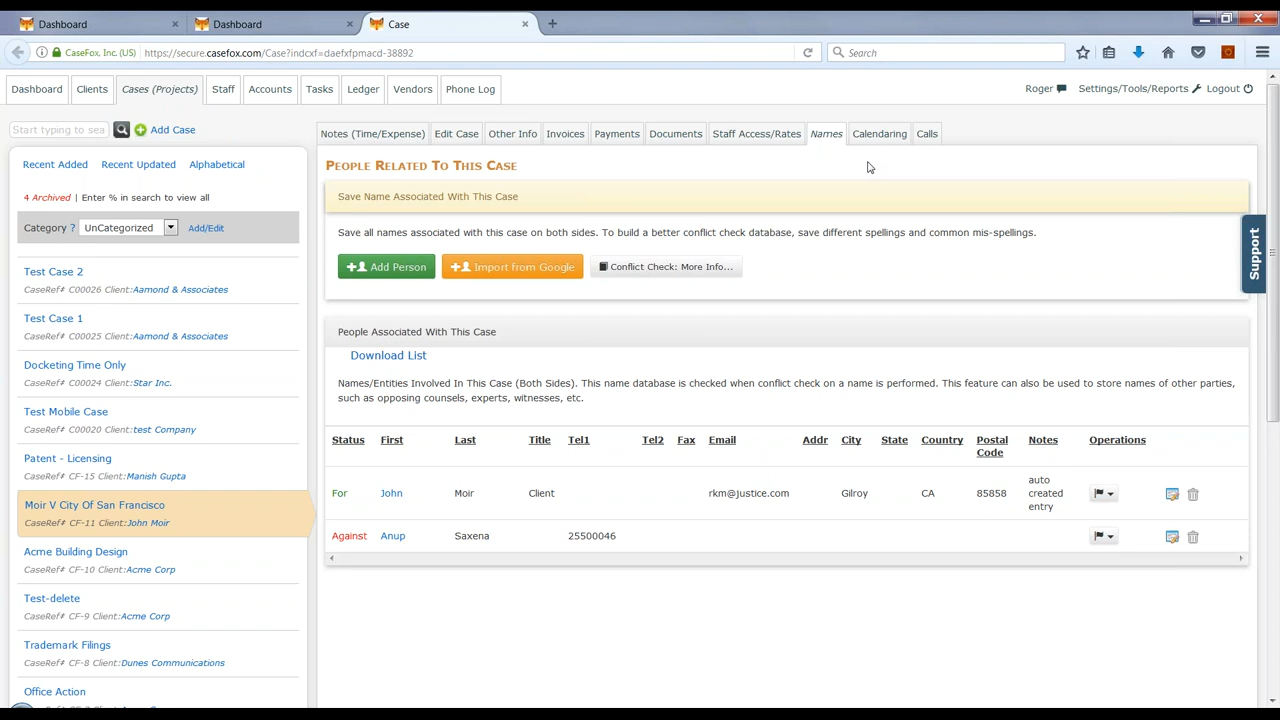 Dashboard
Dashboard
Case
CaseFox, Inc. (US)
https://secure.casefox.com/Case?indcxf=daefxfpmacd-38892
Search
Dashboard
Clients
Cases (Projects)
Staff
Accounts
Tasks
Ledger
Vendors
Phone Log
Roger
Settings/Tools/Reports
Logout
Start typing to sea
Add Case
Recent Added
Recent Updated
Alphabetical
4 Archived | Enter % in search to view all
Category ?
UnCategorized
Add/Edit
Test Case 2
CaseRef# C00026 Client:Aamond & Associates
Test Case 1
CaseRef# C00025 Client:Aamond & Associates
Docketing Time Only
CaseRef# C00024 Client:Star Inc.
Test Mobile Case
CaseRef# C00020 Client:test Company
Patent - Licensing
CaseRef# CF-15 Client:Manish Gupta
Moir V City Of San Francisco
CaseRef# CF-11 Client:John Moir
Acme Building Design
CaseRef# CF-10 Client:Acme Corp
Test-delete
CaseRef# CF-9 Client:Acme Corp
Trademark Filings
CaseRef# CF-8 Client:Dunes Communications
Office Action
Notes (Time/Expense)
Edit Case
Other Info
Invoices
Payments
Documents
Staff Access/Rates
Names
Calendaring
Calls
PEOPLE RELATED TO THIS CASE
Save Name Associated With This Case
Save all names associated with this case on both sides. To build a better conflict check database, save different spellings and common mis-spellings.
Add Person
Import from Google
Conflict Check: More Info...
Support
People Associated With This Case
Download List
Names/Entities Involved In This Case (Both Sides). This name database is checked when conflict check on a name is performed. This feature can also be used to store names of other parties,
such as opposing counsels, experts, witnesses, etc.
Status First Last Title Tel1 Tel2 Fax Email Addr City State Country Postal Code Notes Operations
For John Moir Client rkm@justice.com Gilroy CA 85858 auto created entry
Against Anup Saxena 25500046